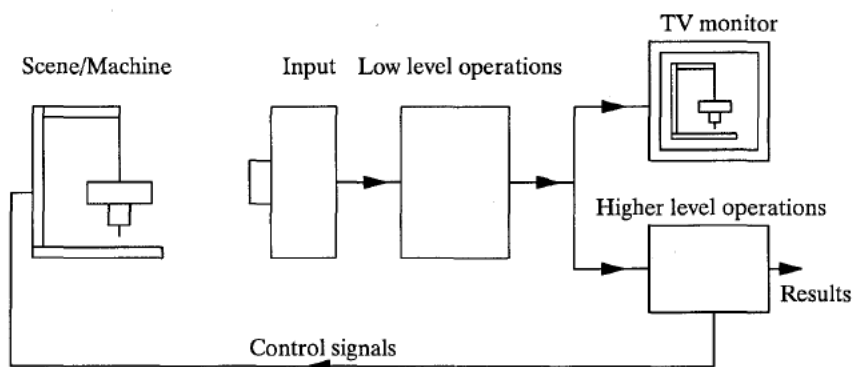 TV monitor
Scene/Machine
Input
Low level operations
Higher level operations
Results
Control signals